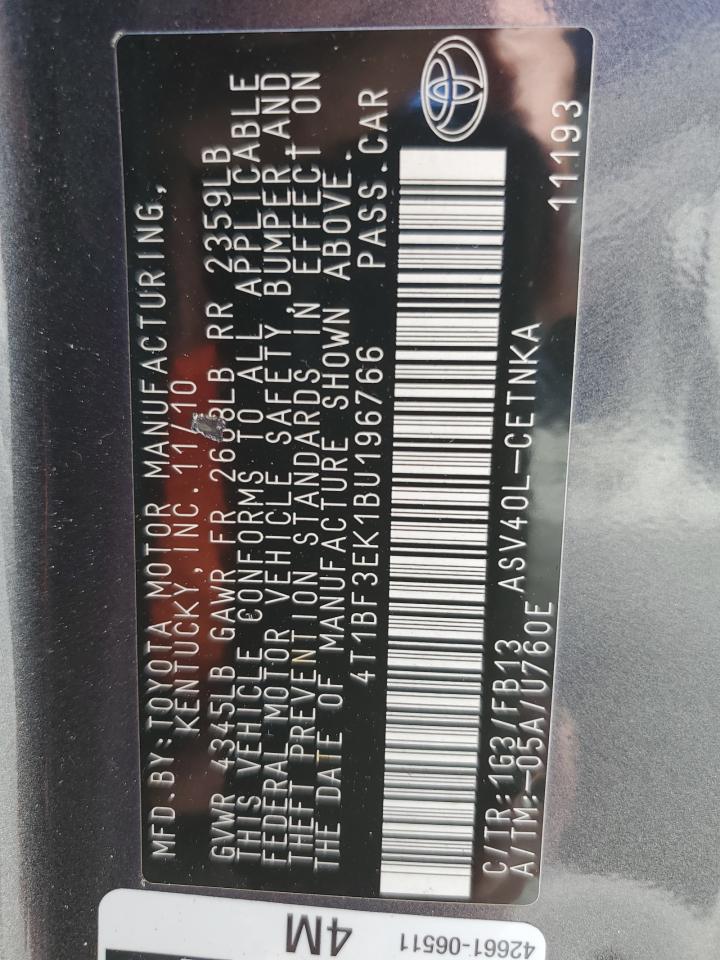 MFD.BY:TOYOTA MOTOR MANUFACTURING,
KENTUCKY,INC. 11/10
GVWR 4345LB GAWR FR 2668LB RR 2359LB
THIS VEHICLE CONFORMS TO ALL APPLICABLE
FEDERAL MOTOR VEHICLE SAFETY, BUMPER,AND
THEFT PREVENTION STANDARDS IN EFFECT ON
THE DATE OF MANUFACTURE SHOWN ABOVE.
4T1BF3EK1BU196766 PASS.CAR
C/TR:1G3/FB13 ASV40L-CETNKA
A/TM:-05A/U760E 11193
4M
42661-06511